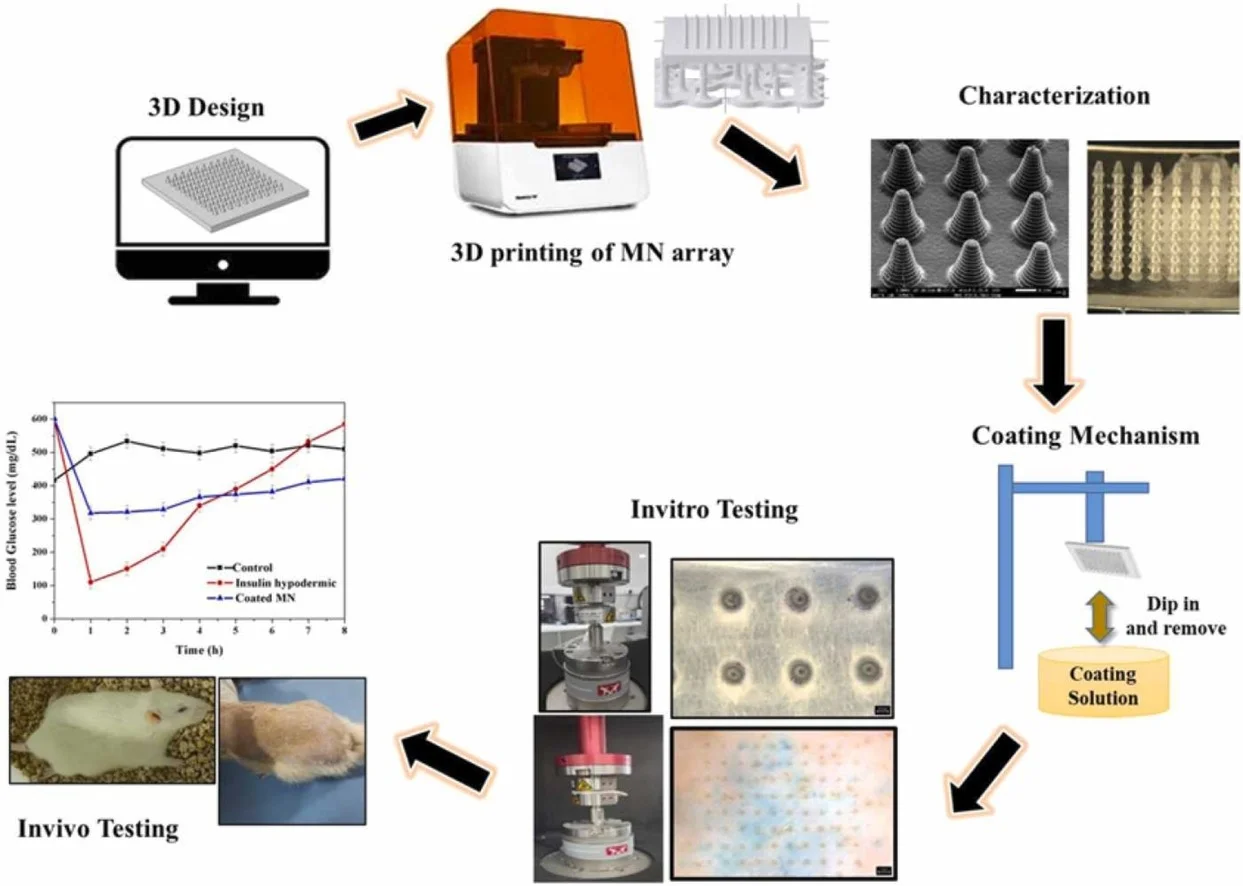 3D Design
3D printing of MN array
Characterization
Coating Mechanism
Dip in
and remove
Coating
Solution
Invitro Testing
Blood Glucose level (mg/dL)
600
500
400
300
200
100
0
Control
Insulin hypodermic
Coated MN
0 1 2 3 4 5 6 7 8
Time (h)
Invivo Testing